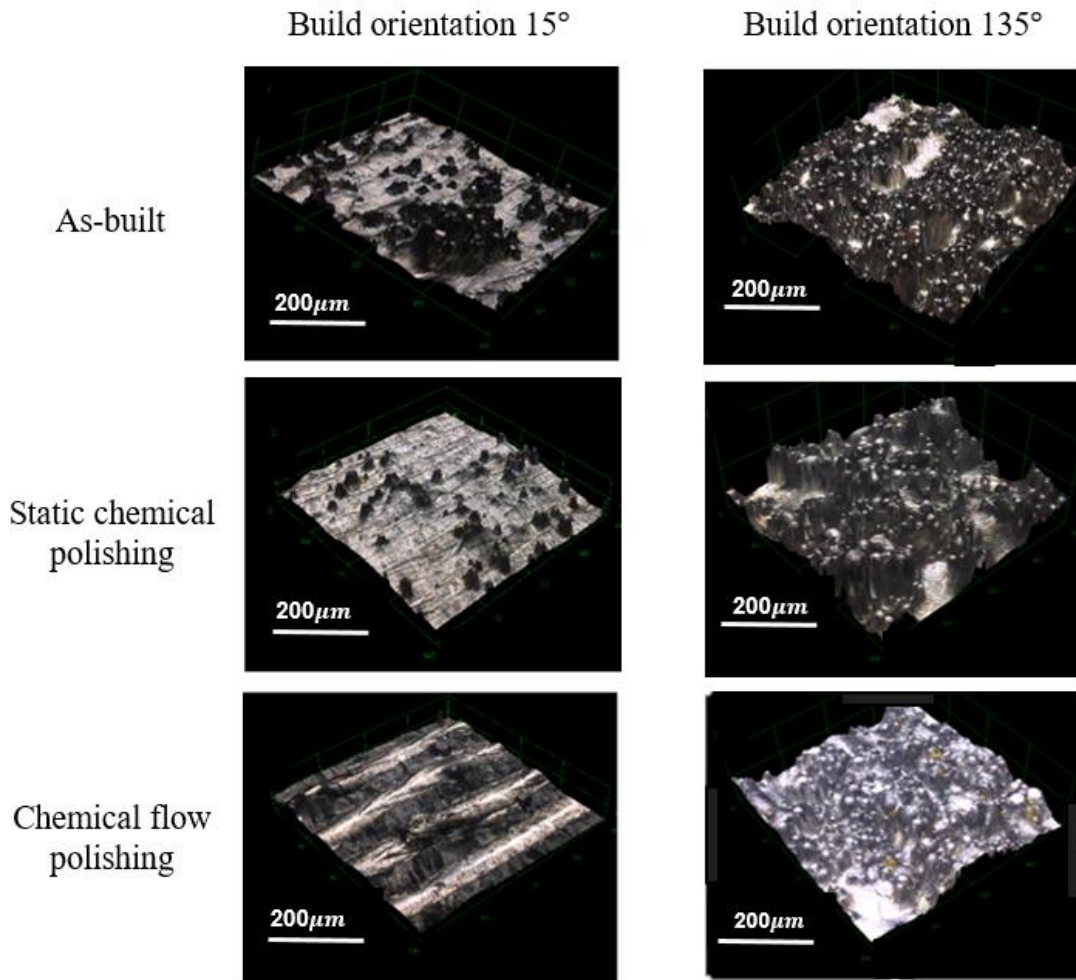 Build orientation 15° Build orientation 135°
As-built
200μm 200μm
Static chemical
polishing
200μm 200μm
Chemical flow
polishing
200μm 200μm